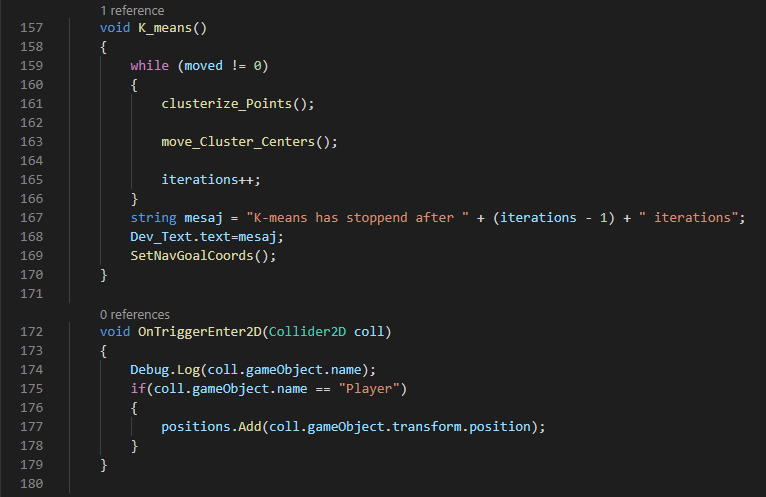 1 reference
157 void K_means()
158 {
159 while (moved != 0)
160 {
161 clusterize_Points();
162
163 move_Cluster_Centers();
164
165 iterations++;
166 }
167 string mesaj = "K-means has stoppend after " + (iterations - 1) + " iterations";
168 Dev_Text.text=mesaj;
169 SetNavGoalCoords();
170 }
171
0 references
172 void OnTriggerEnter2D(Collider2D coll)
173 {
174 Debug.Log(coll.gameObject.name);
175 if(coll.gameObject.name == "Player")
176 {
177 positions.Add(coll.gameObject.transform.position);
178 }
179 }
180